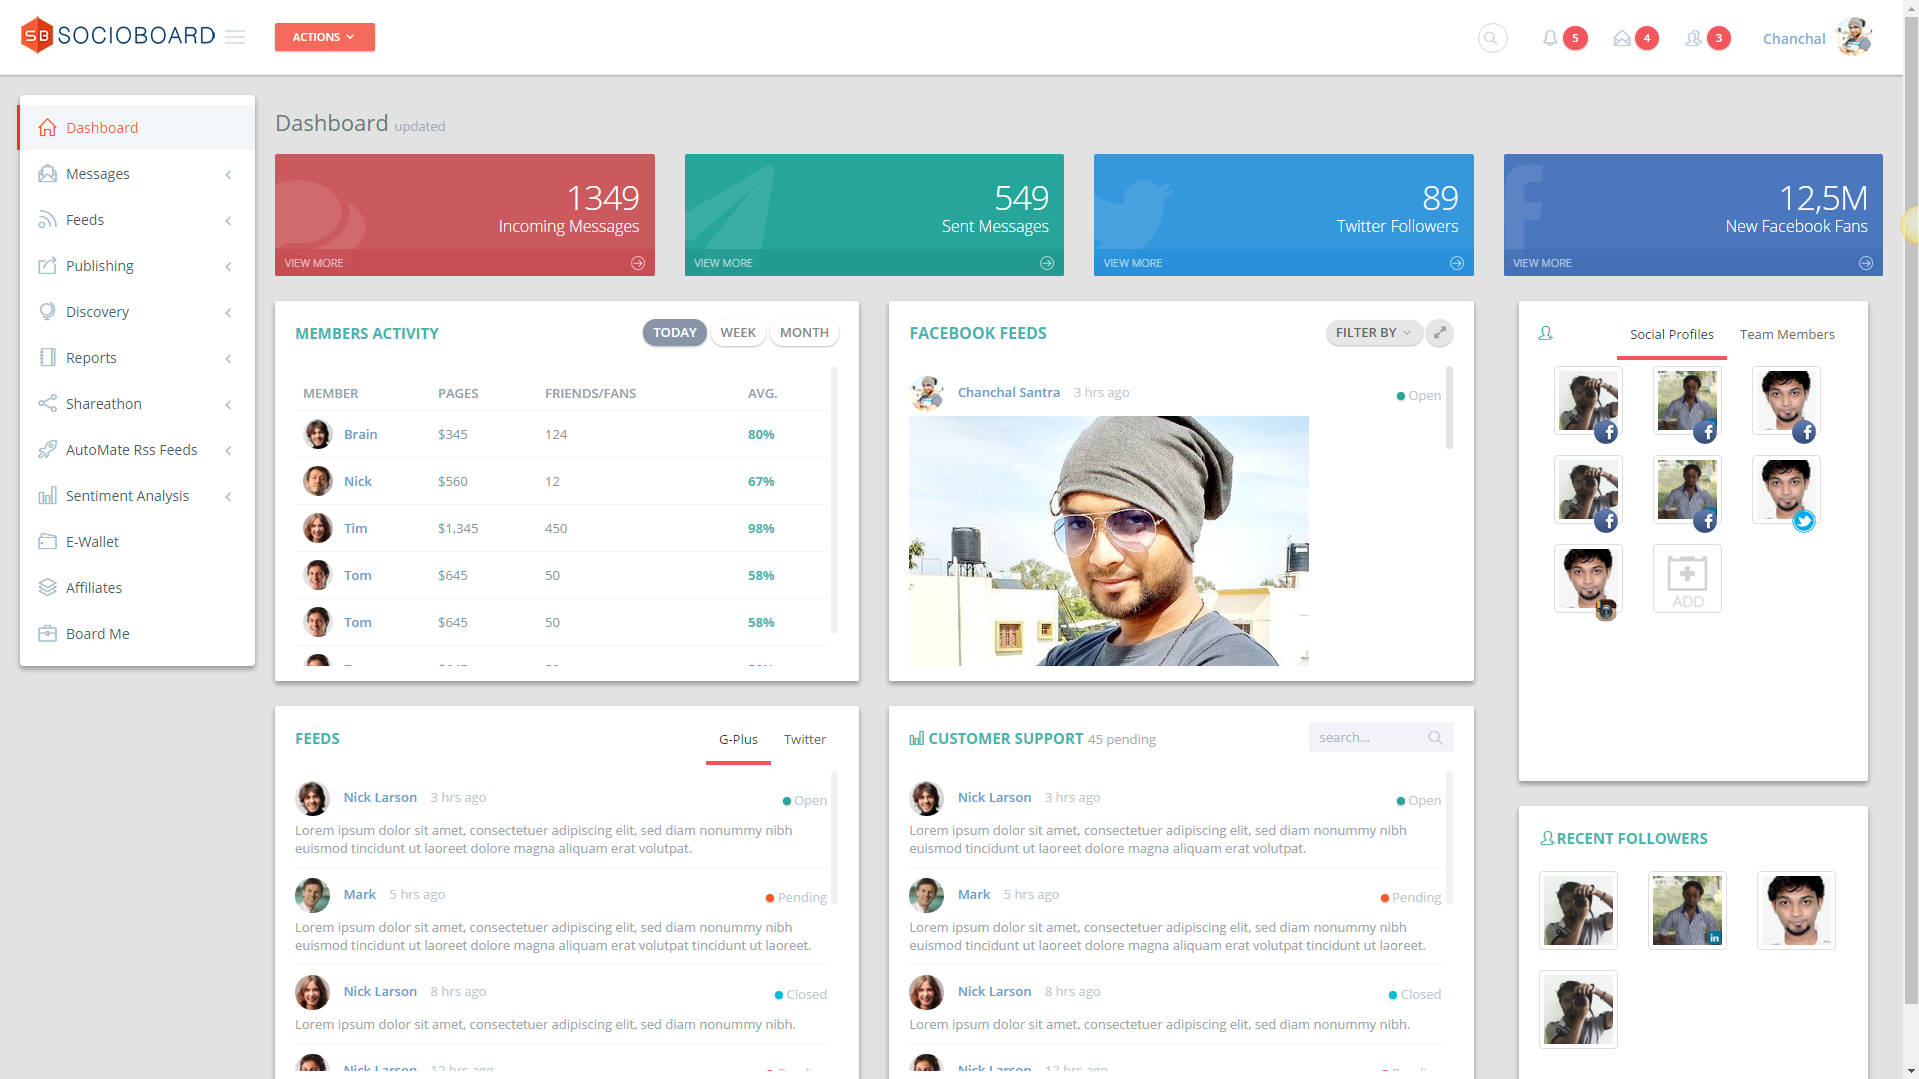 SB SOCIOBOARD
ACTIONS
5
4
3
Chanchal
Dashboard
Messages
Feeds
Publishing
Discovery
Reports
Shareathon
AutoMate Rss Feeds
Sentiment Analysis
E-Wallet
Affiliates
Board Me
Dashboard updated
1349
Incoming Messages
VIEW MORE
549
Sent Messages
VIEW MORE
89
Twitter Followers
VIEW MORE
12,5M
New Facebook Fans
VIEW MORE
MEMBERS ACTIVITY
TODAY WEEK MONTH
MEMBER PAGES FRIENDS/FANS AVG.
Brain $345 124 80%
Nick $560 12 67%
Tim $1,345 450 98%
Tom $645 50 58%
Tom $645 50 58%
FACEBOOK FEEDS
FILTER BY
Chanchal Santra 3 hrs ago Open
Social Profiles Team Members
ADD
FEEDS
G-Plus Twitter
Nick Larson 3 hrs ago Open
Lorem ipsum dolor sit amet, consectetuer adipiscing elit, sed diam nonummy nibh
euismod tincidunt ut laoreet dolore magna aliquam erat volutpat.
Mark 5 hrs ago Pending
Lorem ipsum dolor sit amet, consectetuer adipiscing elit, sed diam nonummy nibh
euismod tincidunt ut laoreet dolore magna aliquam erat volutpat tincidunt ut laoreet.
Nick Larson 8 hrs ago Closed
Lorem ipsum dolor sit amet, consectetuer adipiscing elit, sed diam nonummy nibh.
Nick Larson 12 hrs ago Pending
CUSTOMER SUPPORT 45 pending
search...
Nick Larson 3 hrs ago Open
Lorem ipsum dolor sit amet, consectetuer adipiscing elit, sed diam nonummy nibh
euismod tincidunt ut laoreet dolore magna aliquam erat volutpat.
Mark 5 hrs ago Pending
Lorem ipsum dolor sit amet, consectetuer adipiscing elit, sed diam nonummy nibh
euismod tincidunt ut laoreet dolore magna aliquam erat volutpat tincidunt ut laoreet.
Nick Larson 8 hrs ago Closed
Lorem ipsum dolor sit amet, consectetuer adipiscing elit, sed diam nonummy nibh.
Nick Larson 12 hrs ago Pending
RECENT FOLLOWERS
in